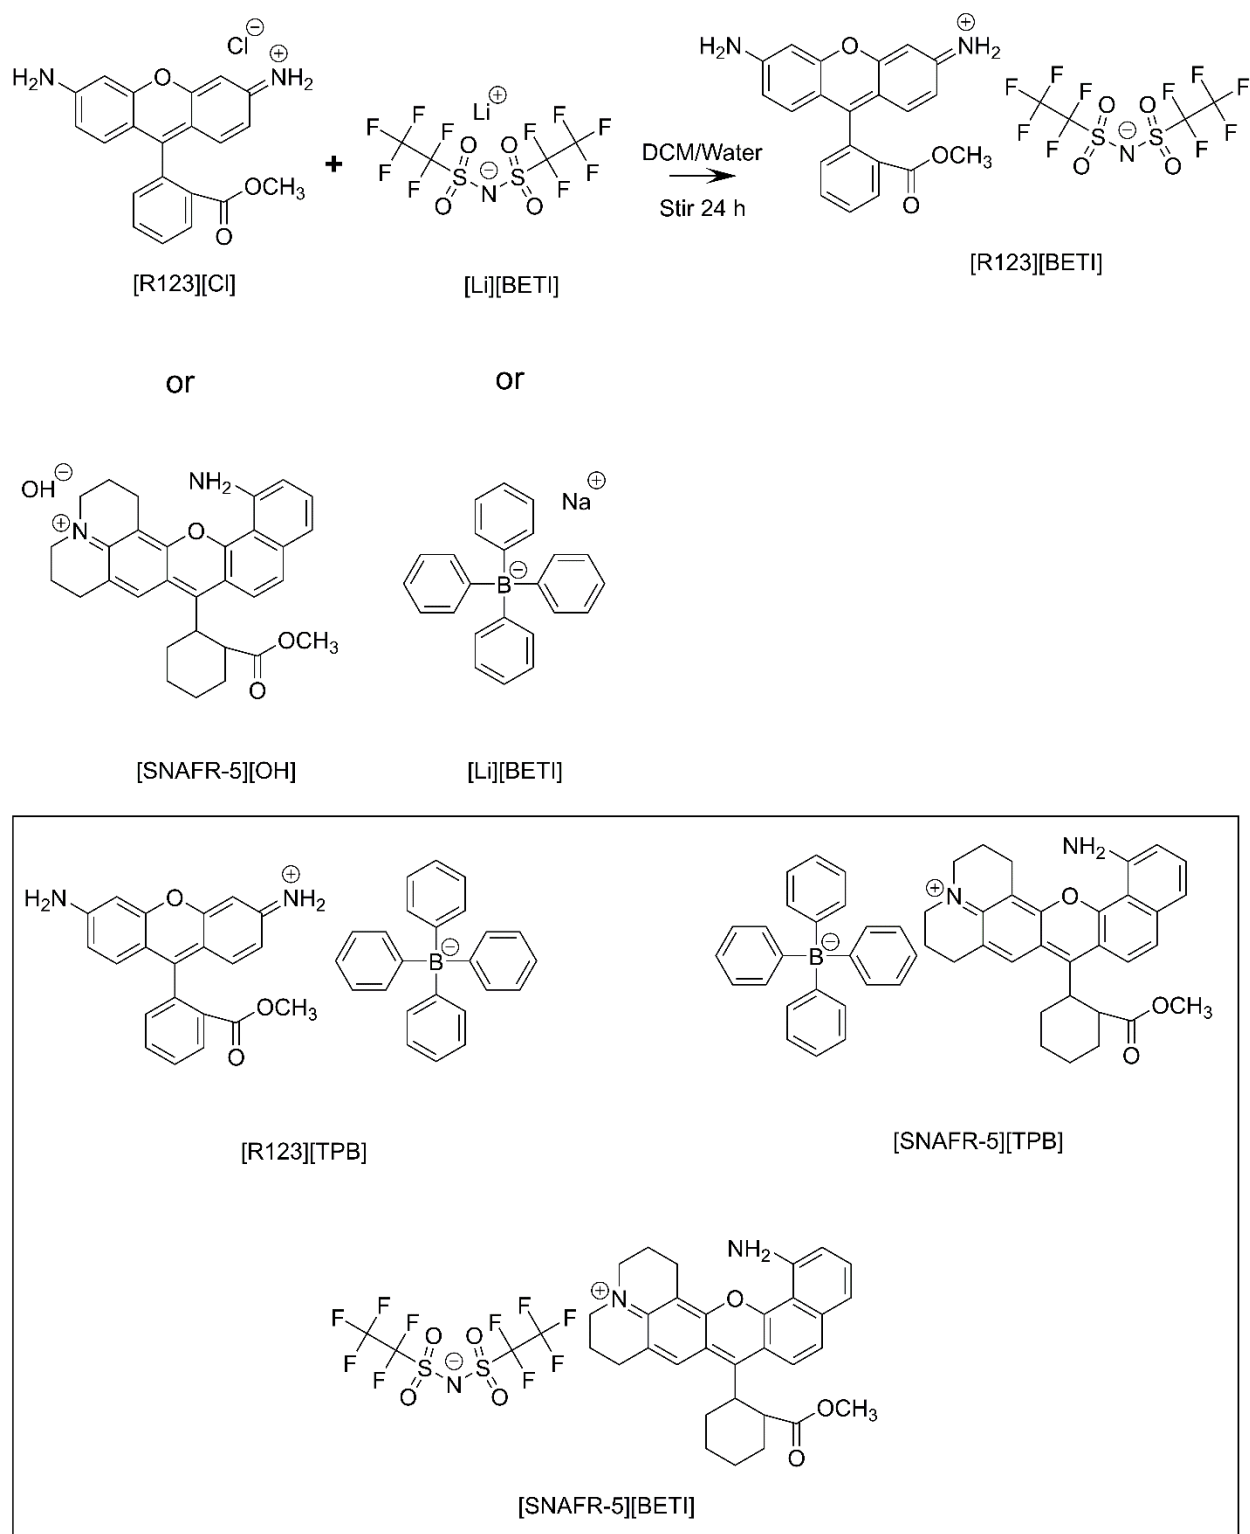 Cl⊖
H₂N O NH₂⊕
OCH₃
O
+
Li⊕
F F F F F F F F F F
O O S ⊖ S O N O
DCM/Water
Stir 24 h
H₂N O NH₂⊕
OCH₃
O
F F F F F F F F F F
O O S ⊖ S O N O
[R123][Cl]
[Li][BETI]
[R123][BETI]
or
or
OH⊖
NH₂
⊕N O
OCH₃
O
Na⊕
B⊖
[SNAFR-5][OH]
[Li][BETI]
H₂N O NH₂⊕
OCH₃
O
B⊖
[R123][TPB]
B⊖
NH₂
⊕N O
OCH₃
O
[SNAFR-5][TPB]
F F F F F F F F F F
O O S ⊖ S O N O
NH₂
⊕N O
OCH₃
O
[SNAFR-5][BETI]